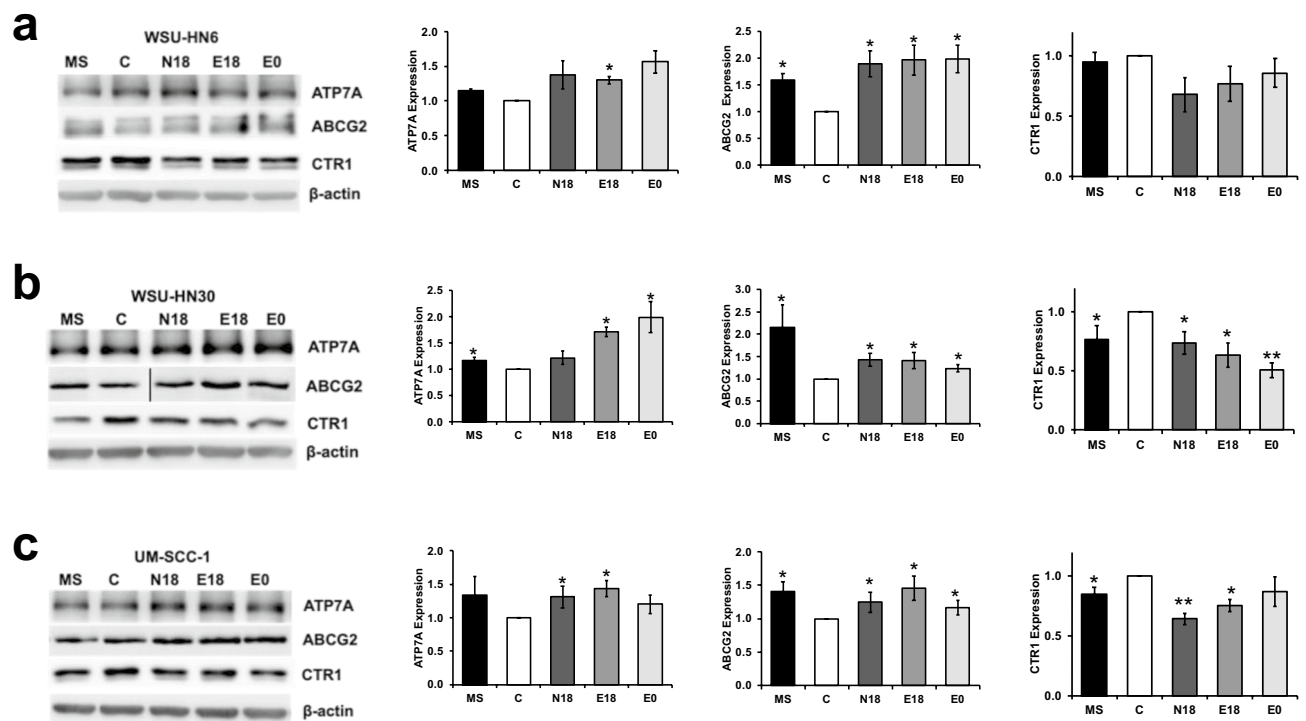 a
WSU-HN6
MS C N18 E18 E0
ATP7A
ABCG2
CTR1
β-actin
ATP7A Expression
2.0
1.5
1.0
0.5
0.0
*
MS C N18 E18 E0
ABCG2 Expression
2.5
2.0
1.5
1.0
0.5
0.0
* * * *
MS C N18 E18 E0
CTR1 Expression
1.0
0.5
0.0
MS C N18 E18 E0
b
WSU-HN30
MS C N18 E18 E0
ATP7A
ABCG2
CTR1
β-actin
ATP7A Expression
2.5
2.0
1.5
1.0
0.5
0.0
* * *
MS C N18 E18 E0
ABCG2 Expression
3.0
2.5
2.0
1.5
1.0
0.5
0.0
* * * *
MS C N18 E18 E0
CTR1 Expression
1.0
0.5
0.0
* * * **
MS C N18 E18 E0
c
UM-SCC-1
MS C N18 E18 E0
ATP7A
ABCG2
CTR1
β-actin
ATP7A Expression
2.0
1.5
1.0
0.5
0.0
* *
MS C N18 E18 E0
ABCG2 Expression
2.0
1.5
1.0
0.5
0.0
* * * *
MS C N18 E18 E0
CTR1 Expression
1.0
0.5
0.0
* ** *
MS C N18 E18 E0